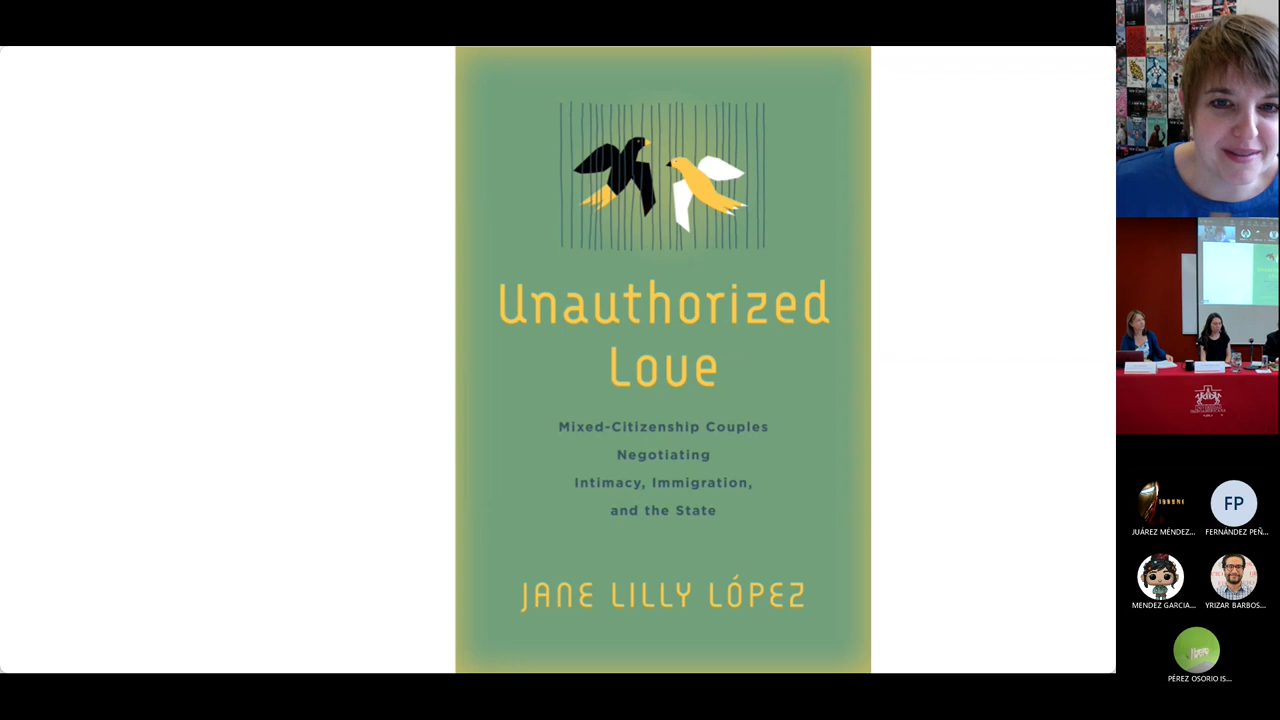 Unauthorized
Love
Mixed-Citizenship Couples
Negotiating
Intimacy, Immigration,
and the State
JANE LILLY LÓPEZ
FP
JUÁREZ MÉNDEZ...
FERNÁNDEZ PEÑ...
MENDEZ GARCIA...
YRIZAR BARBOS...
PÉREZ OSORIO IS...